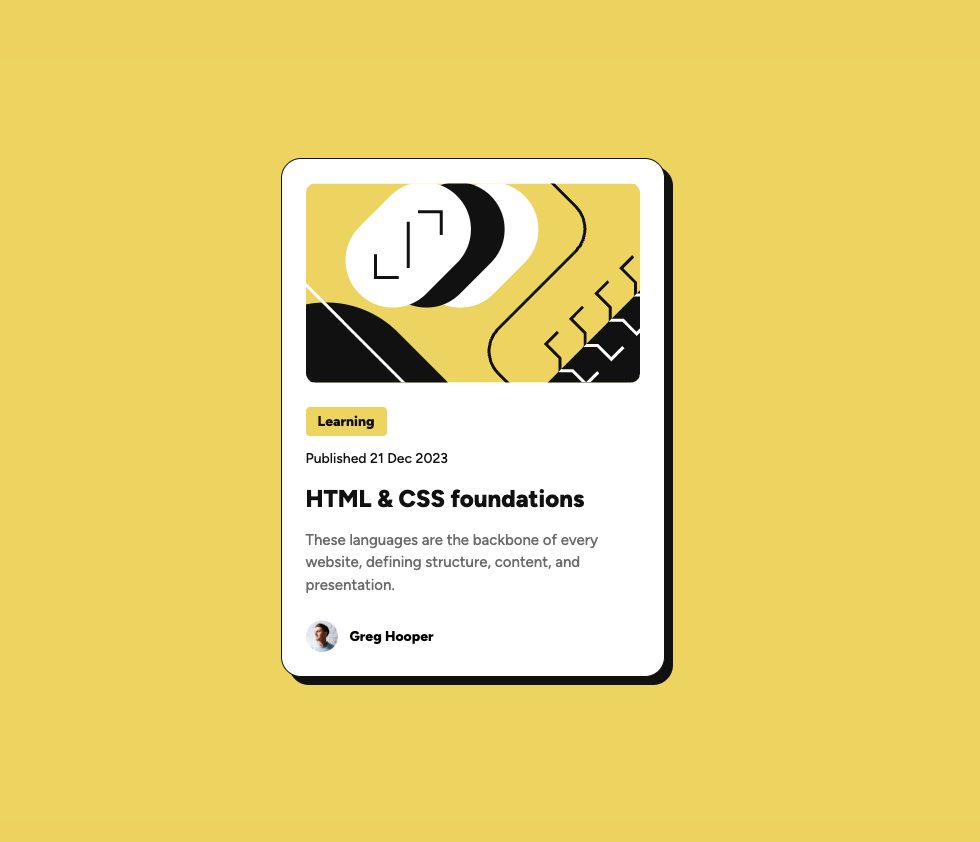 Learning
Published 21 Dec 2023
HTML & CSS foundations
These languages are the backbone of every
website, defining structure, content, and
presentation.
Greg Hooper